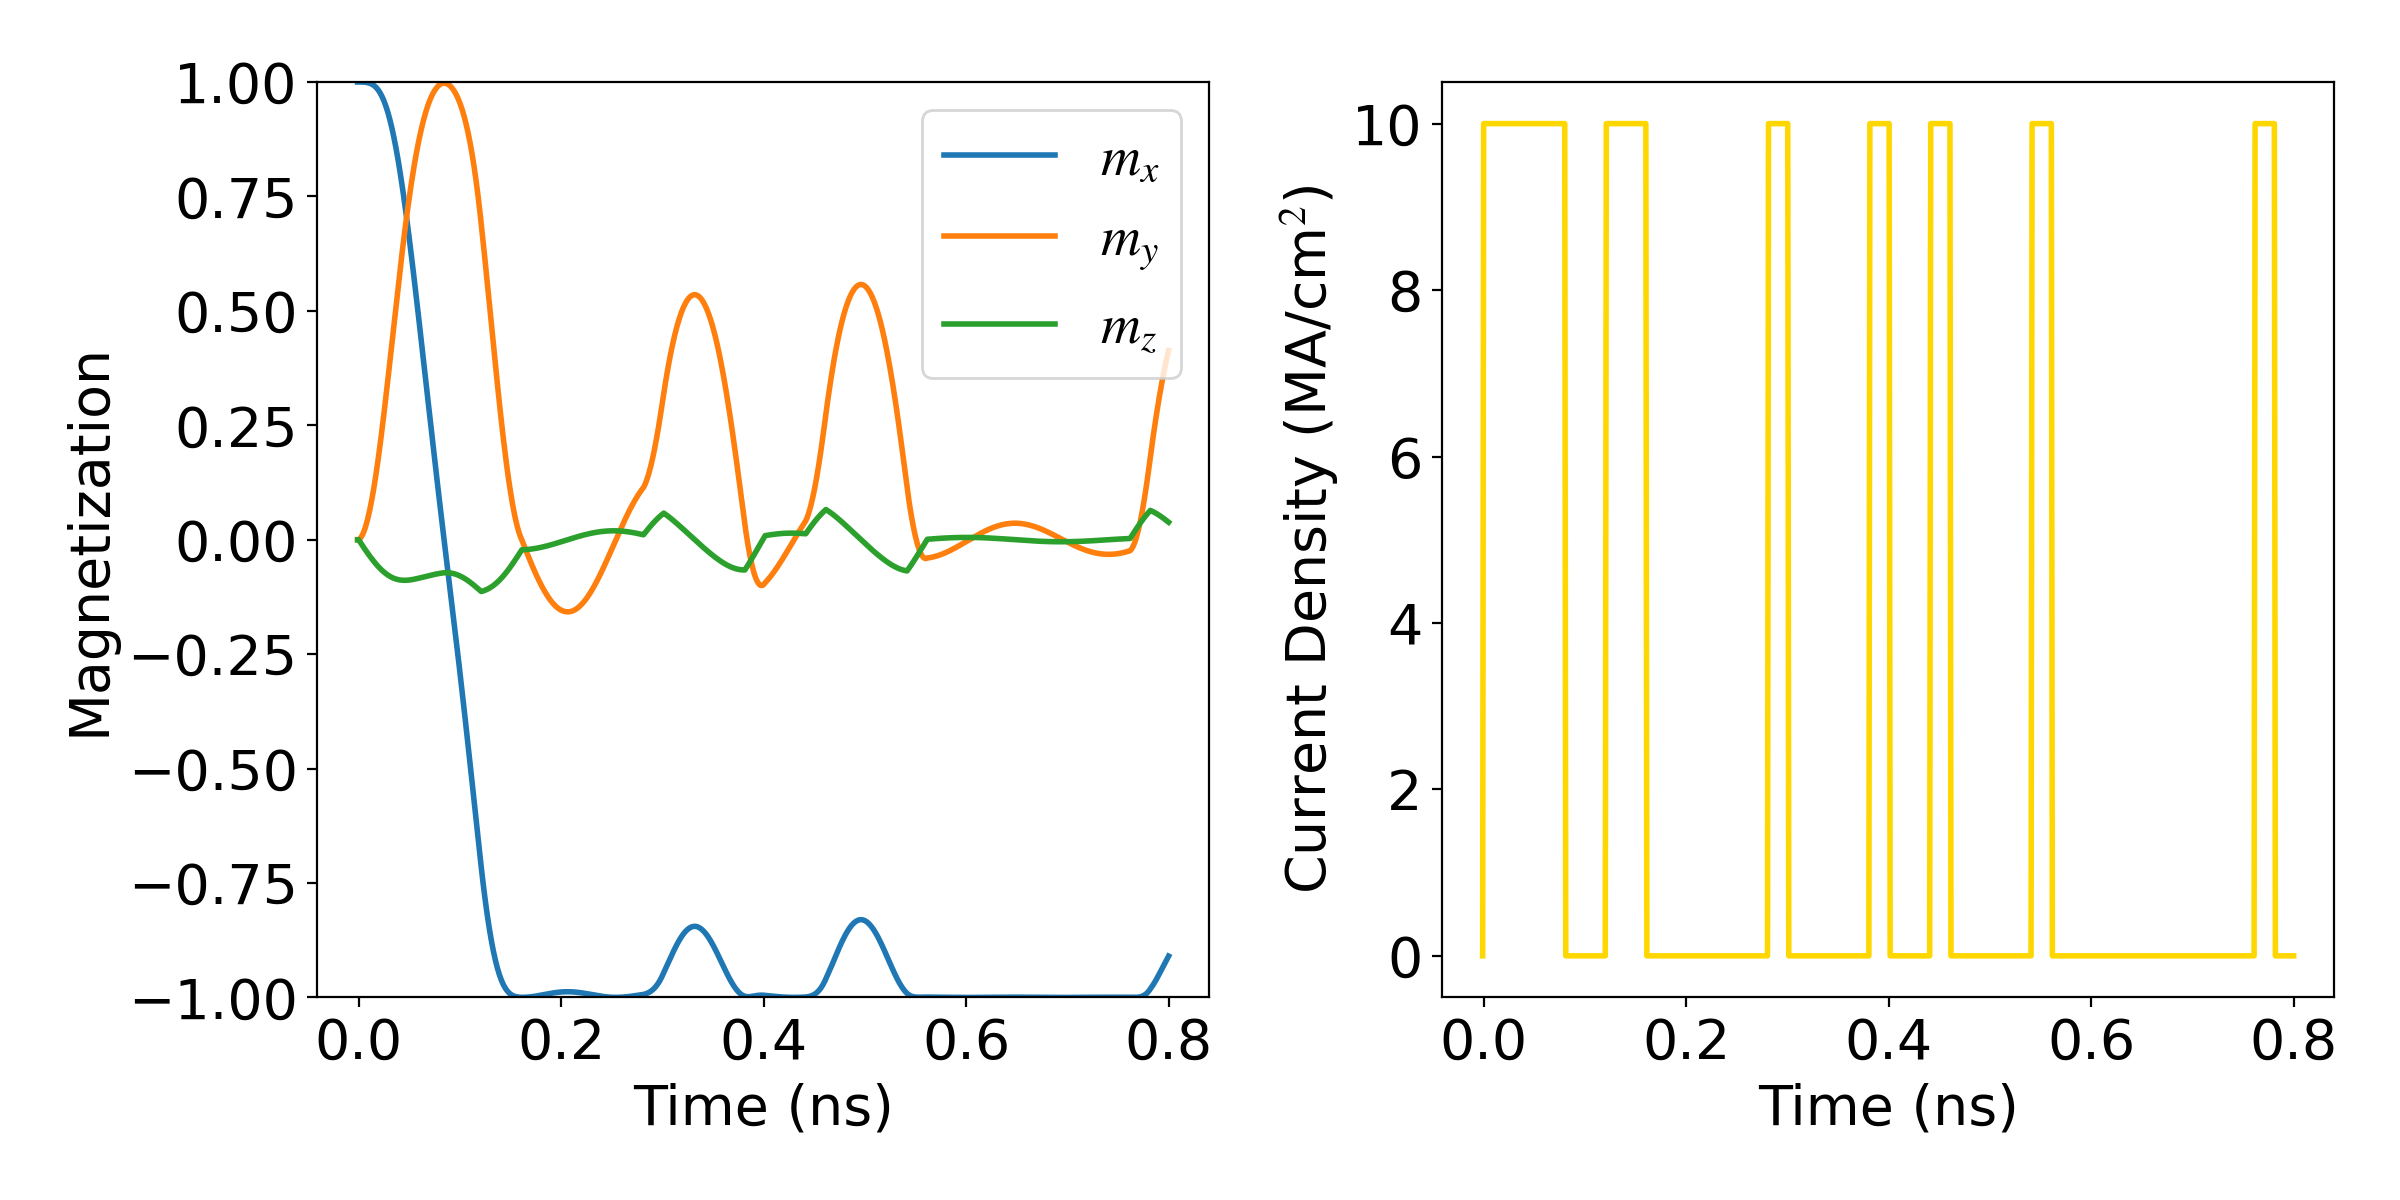 1.00
0.75
0.50
0.25
0.00
−0.25
−0.50
−0.75
−1.00
Magnetization
0.0 0.2 0.4 0.6 0.8
Time (ns)
m_x
m_y
m_z
10
8
6
4
2
0
Current Density (MA/cm²)
0.0 0.2 0.4 0.6 0.8
Time (ns)